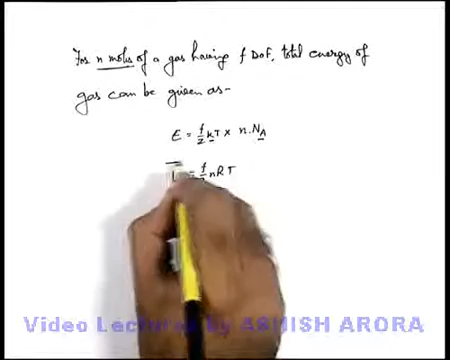 For n moles of a gas having f DoF, total energy of
gas can be given as-
E = f/2 kT × n.N_A
= f/2 nRT
Video Lectures by ASHISH ARORA